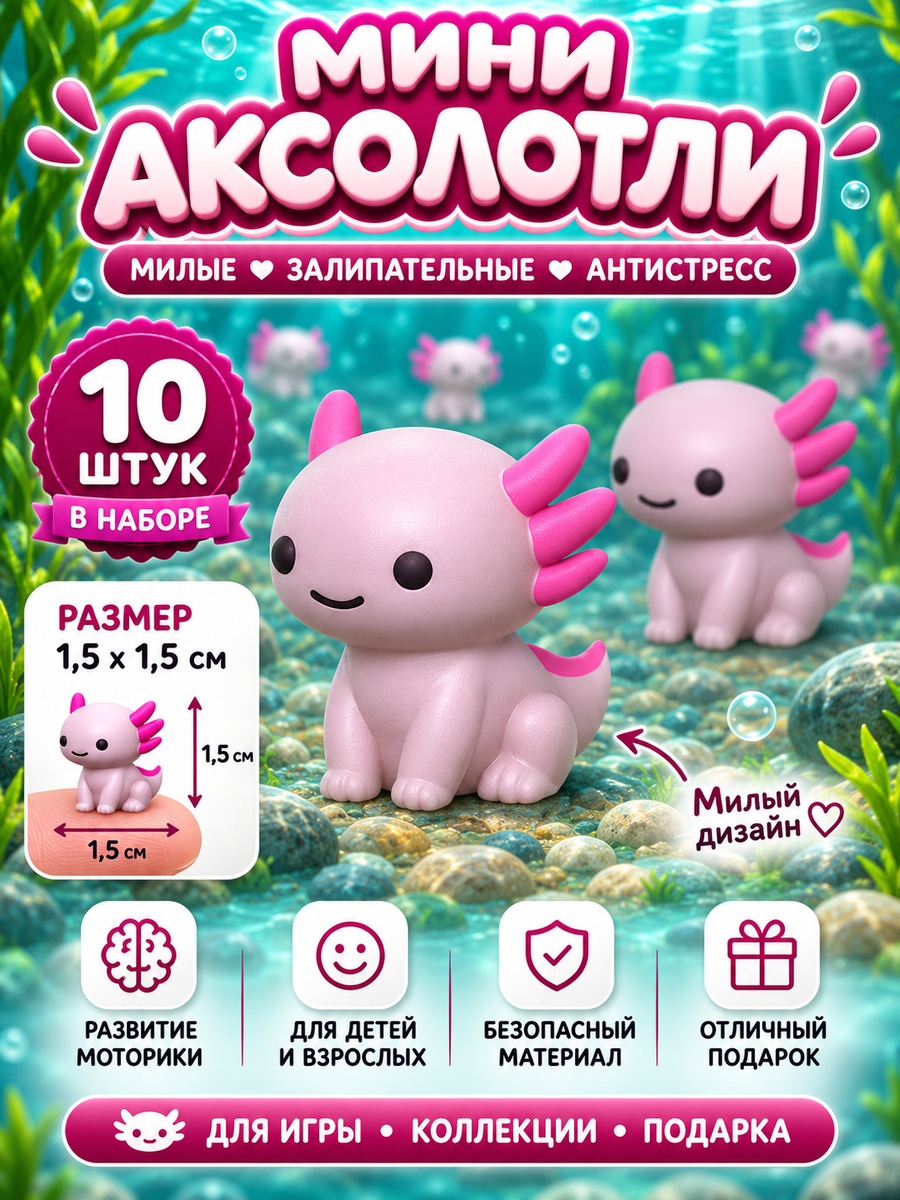 МИНИ
АКСОЛОТЛИ
МИЛЫЕ ♥ ЗАЛИПАТЕЛЬНЫЕ ♥ АНТИСТРЕСС
10
ШТУК
В НАБОРЕ
РАЗМЕР
1,5 х 1,5 см
1,5 см
1,5 см
Милый
дизайн
РАЗВИТИЕ
МОТОРИКИ
ДЛЯ ДЕТЕЙ
И ВЗРОСЛЫХ
БЕЗОПАСНЫЙ
МАТЕРИАЛ
ОТЛИЧНЫЙ
ПОДАРОК
ДЛЯ ИГРЫ • КОЛЛЕКЦИИ • ПОДАРКА